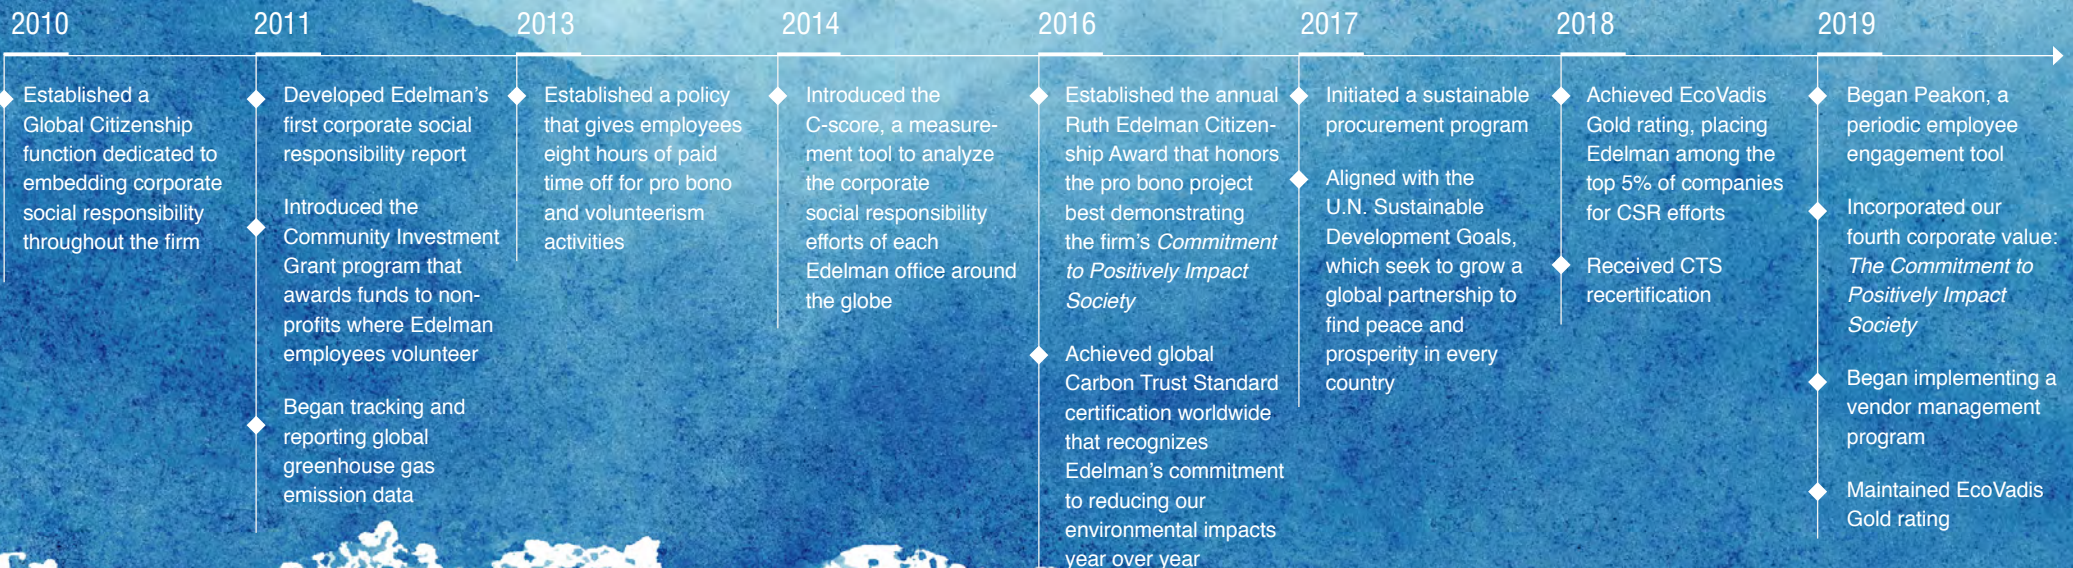 2010
Established a
Global Citizenship
function dedicated to
embedding corporate
social responsibility
throughout the firm
2011
Developed Edelman's
first corporate social
responsibility report
Introduced the
Community Investment
Grant program that
awards funds to non-
profits where Edelman
employees volunteer
Began tracking and
reporting global
greenhouse gas
emission data
2013
Established a policy
that gives employees
eight hours of paid
time off for pro bono
and volunteerism
activities
2014
Introduced the
C-score, a measure-
ment tool to analyze
the corporate
social responsibility
efforts of each
Edelman office around
the globe
2016
Established the annual
Ruth Edelman Citizen-
ship Award that honors
the pro bono project
best demonstrating
the firm's Commitment
to Positively Impact
Society
Achieved global
Carbon Trust Standard
certification worldwide
that recognizes
Edelman's commitment
to reducing our
environmental impacts
year over year
2017
Initiated a sustainable
procurement program
Aligned with the
U.N. Sustainable
Development Goals,
which seek to grow a
global partnership to
find peace and
prosperity in every
country
2018
Achieved EcoVadis
Gold rating, placing
Edelman among the
top 5% of companies
for CSR efforts
Received CTS
recertification
2019
Began Peakon, a
periodic employee
engagement tool
Incorporated our
fourth corporate value:
The Commitment to
Positively Impact
Society
Began implementing a
vendor management
program
Maintained EcoVadis
Gold rating